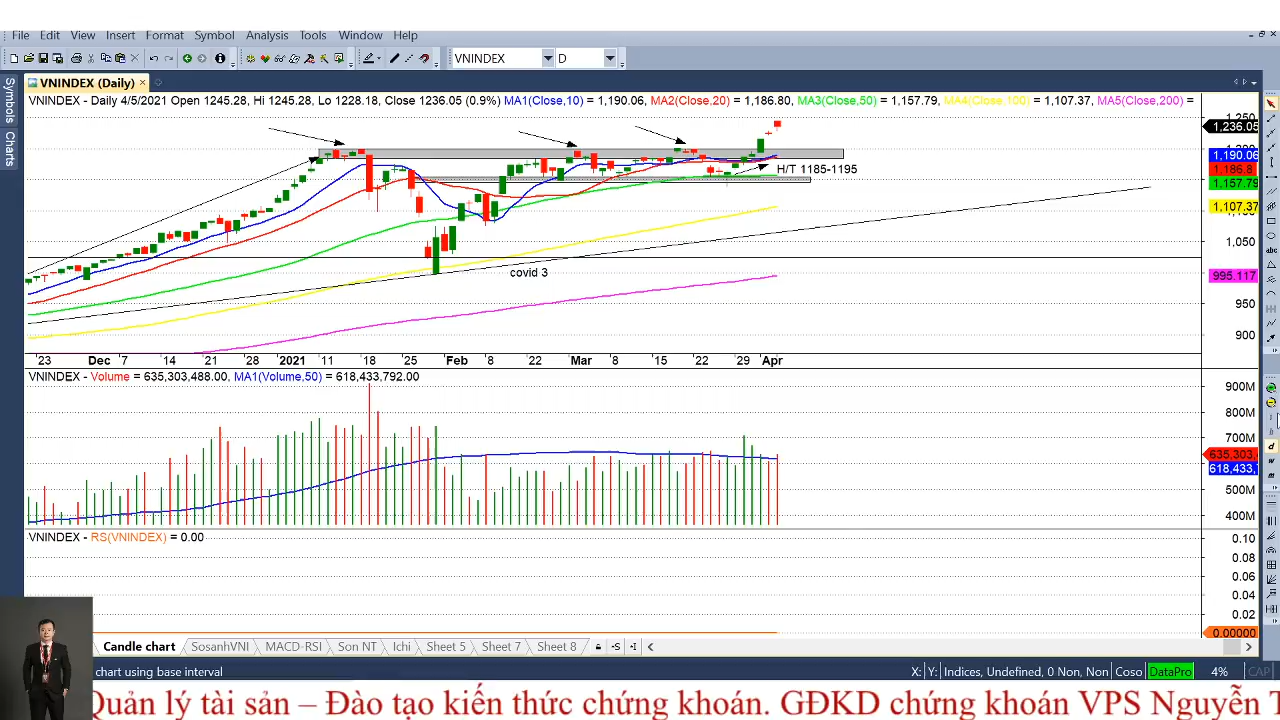 File Edit View Insert Format Symbol Analysis Tools Window Help
VNINDEX D
VNINDEX (Daily)
Symbols
Charts
VNINDEX - Daily 4/5/2021 Open 1245.28, Hi 1245.28, Lo 1228.18, Close 1236.05 (0.9%) MA1(Close,10) = 1,190.06, MA2(Close,20) = 1,186.80, MA3(Close,50) = 1,157.79, MA4(Close,100) = 1,107.37, MA5(Close,200) =
1,236.05
1,190.06
H/T 1185-1195
1,186.8
1,157.79
1,107.37
1,050
covid 3
995.117
950
900
23 Dec 7 14 21 28 2021 11 18 25 Feb 8 22 Mar 8 15 22 29 Apr
VNINDEX - Volume = 635,303,488.00, MA1(Volume,50) = 618,433,792.00
900M
800M
700M
635,303,
618,433,
500M
400M
VNINDEX - RS(VNINDEX) = 0.00
0.10
0.08
0.06
0.04
0.02
0.00000
Candle chart SosanhVNI MACD-RSI Son NT Ichi Sheet 5 Sheet 7 Sheet 8
chart using base interval X: Y: Indices, Undefined, 0 Non, Non Coso DataPro 4% CAP
Quản lý tài sản – Đào tạo kiến thức chứng khoán. GĐKD chứng khoán VPS Nguyễn T